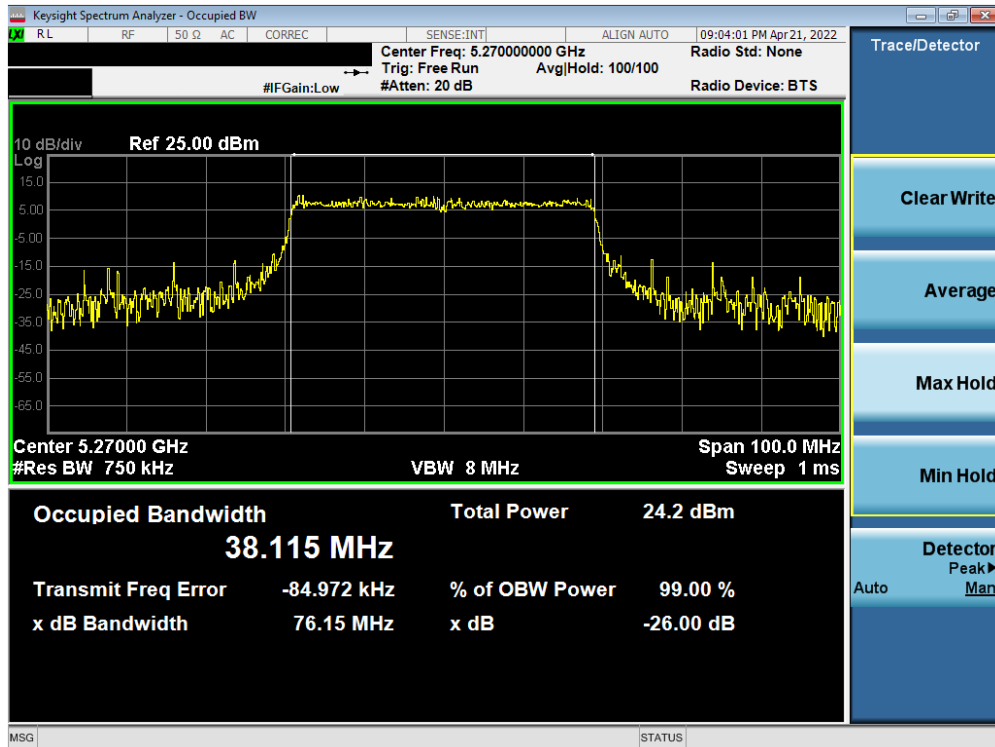 Keysight Spectrum Analyzer - Occupied BW
LXI RL RF 50 Ω AC CORREC SENSE:INT ALIGN AUTO 09:04:01 PM Apr 21, 2022
Center Freq: 5.270000000 GHz Radio Std: None
Trig: Free Run Avg|Hold: 100/100
#IFGain:Low #Atten: 20 dB Radio Device: BTS
10 dB/div Ref 25.00 dBm
Log
15.0
5.00
-5.00
-15.0
-25.0
-35.0
-45.0
-55.0
-65.0
Center 5.27000 GHz Span 100.0 MHz
#Res BW 750 kHz VBW 8 MHz Sweep 1 ms
Occupied Bandwidth Total Power 24.2 dBm
38.115 MHz
Transmit Freq Error -84.972 kHz % of OBW Power 99.00 %
x dB Bandwidth 76.15 MHz x dB -26.00 dB
MSG STATUS
Trace/Detector
Clear Write
Average
Max Hold
Min Hold
Detector
Peak▶
Auto Man